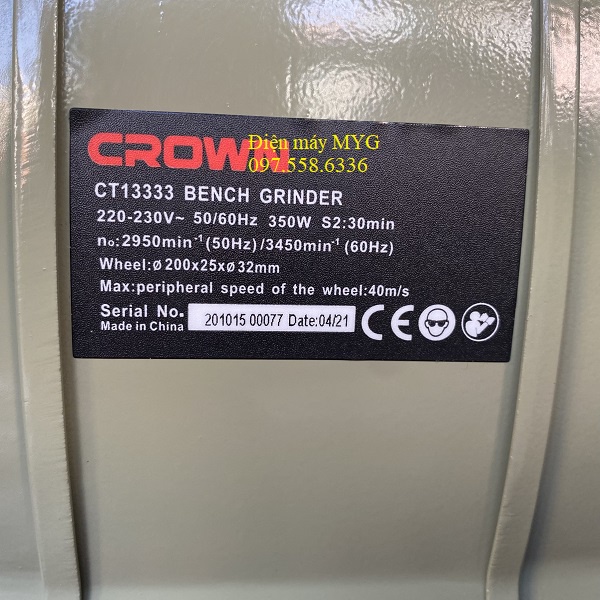 CROWN
Điện máy MYG
097.558.6336
CT13333 BENCH GRINDER
220-230V~ 50/60Hz 350W S2:30min
no:2950min⁻¹(50Hz)/3450min⁻¹(60Hz)
Wheel:ø200x25xø32mm
Max:peripheral speed of the wheel:40m/s
Serial No. 201015 00077 Date:04/21
Made in China
CE